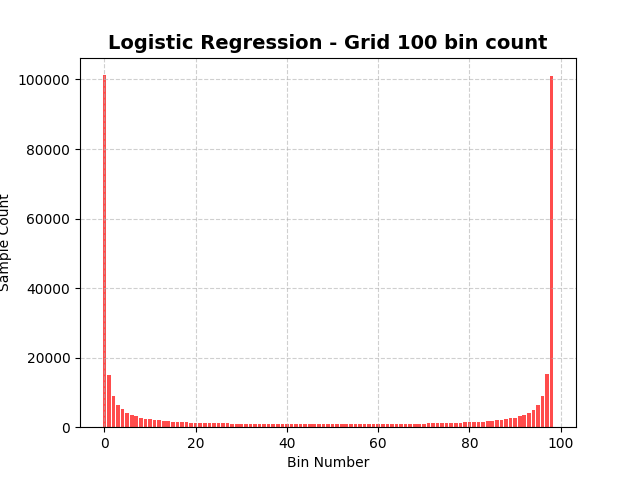 Logistic Regression - Grid 100 bin count
100000
80000
60000
40000
20000
0
Sample Count
0 20 40 60 80 100
Bin Number